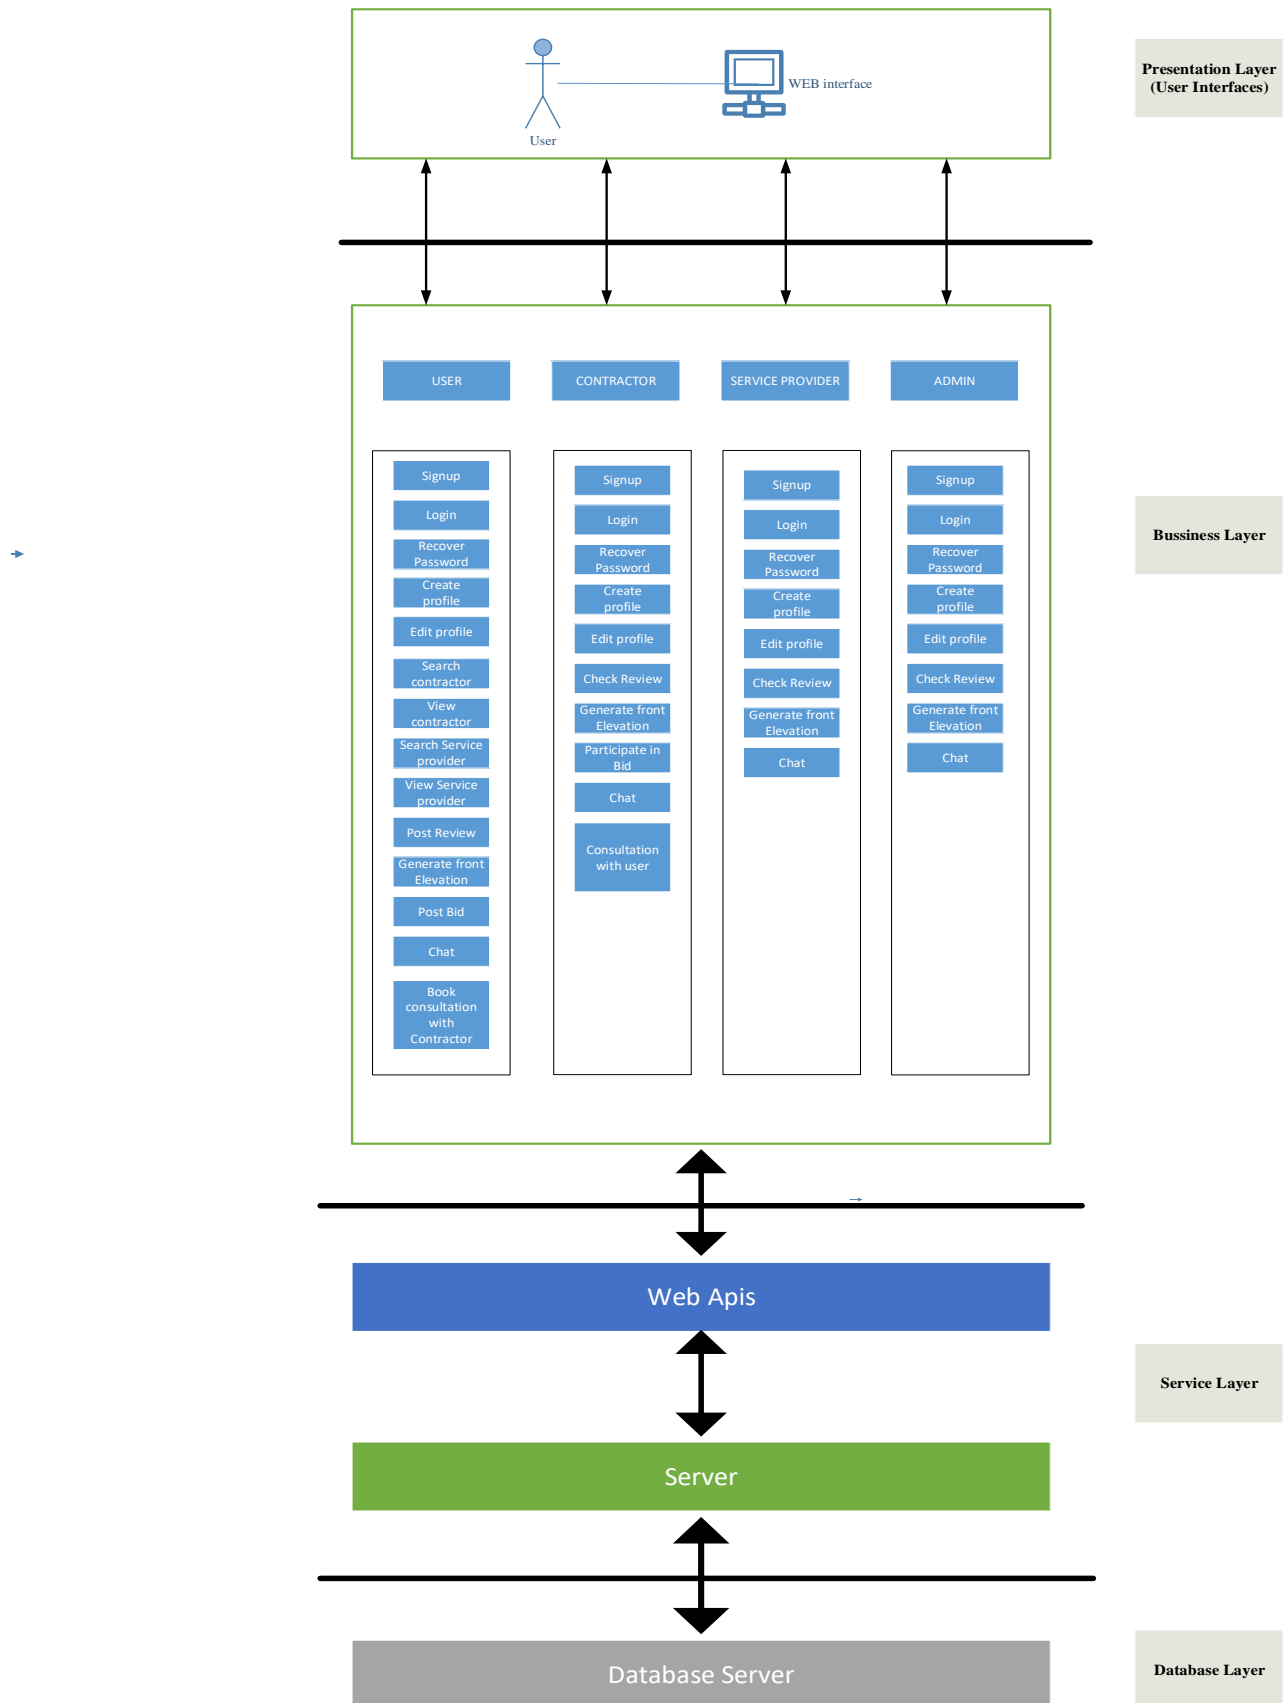 Presentation Layer
(User Interfaces)
WEB interface
User
USER
CONTRACTOR
SERVICE PROVIDER
ADMIN
Signup
Login
Recover
Password
Create
profile
Edit profile
Search
contractor
View
contractor
Search Service
provider
View Service
provider
Post Review
Generate front
Elevation
Post Bid
Chat
Book
consultation
with
Contractor
Signup
Login
Recover
Password
Create
profile
Edit profile
Check Review
Generate front
Elevation
Participate in
Bid
Chat
Consultation
with user
Signup
Login
Recover
Password
Create
profile
Edit profile
Check Review
Generate front
Elevation
Chat
Signup
Login
Recover
Password
Create
profile
Edit profile
Check Review
Generate front
Elevation
Chat
Bussiness Layer
Web Apis
Service Layer
Server
Database Server
Database Layer